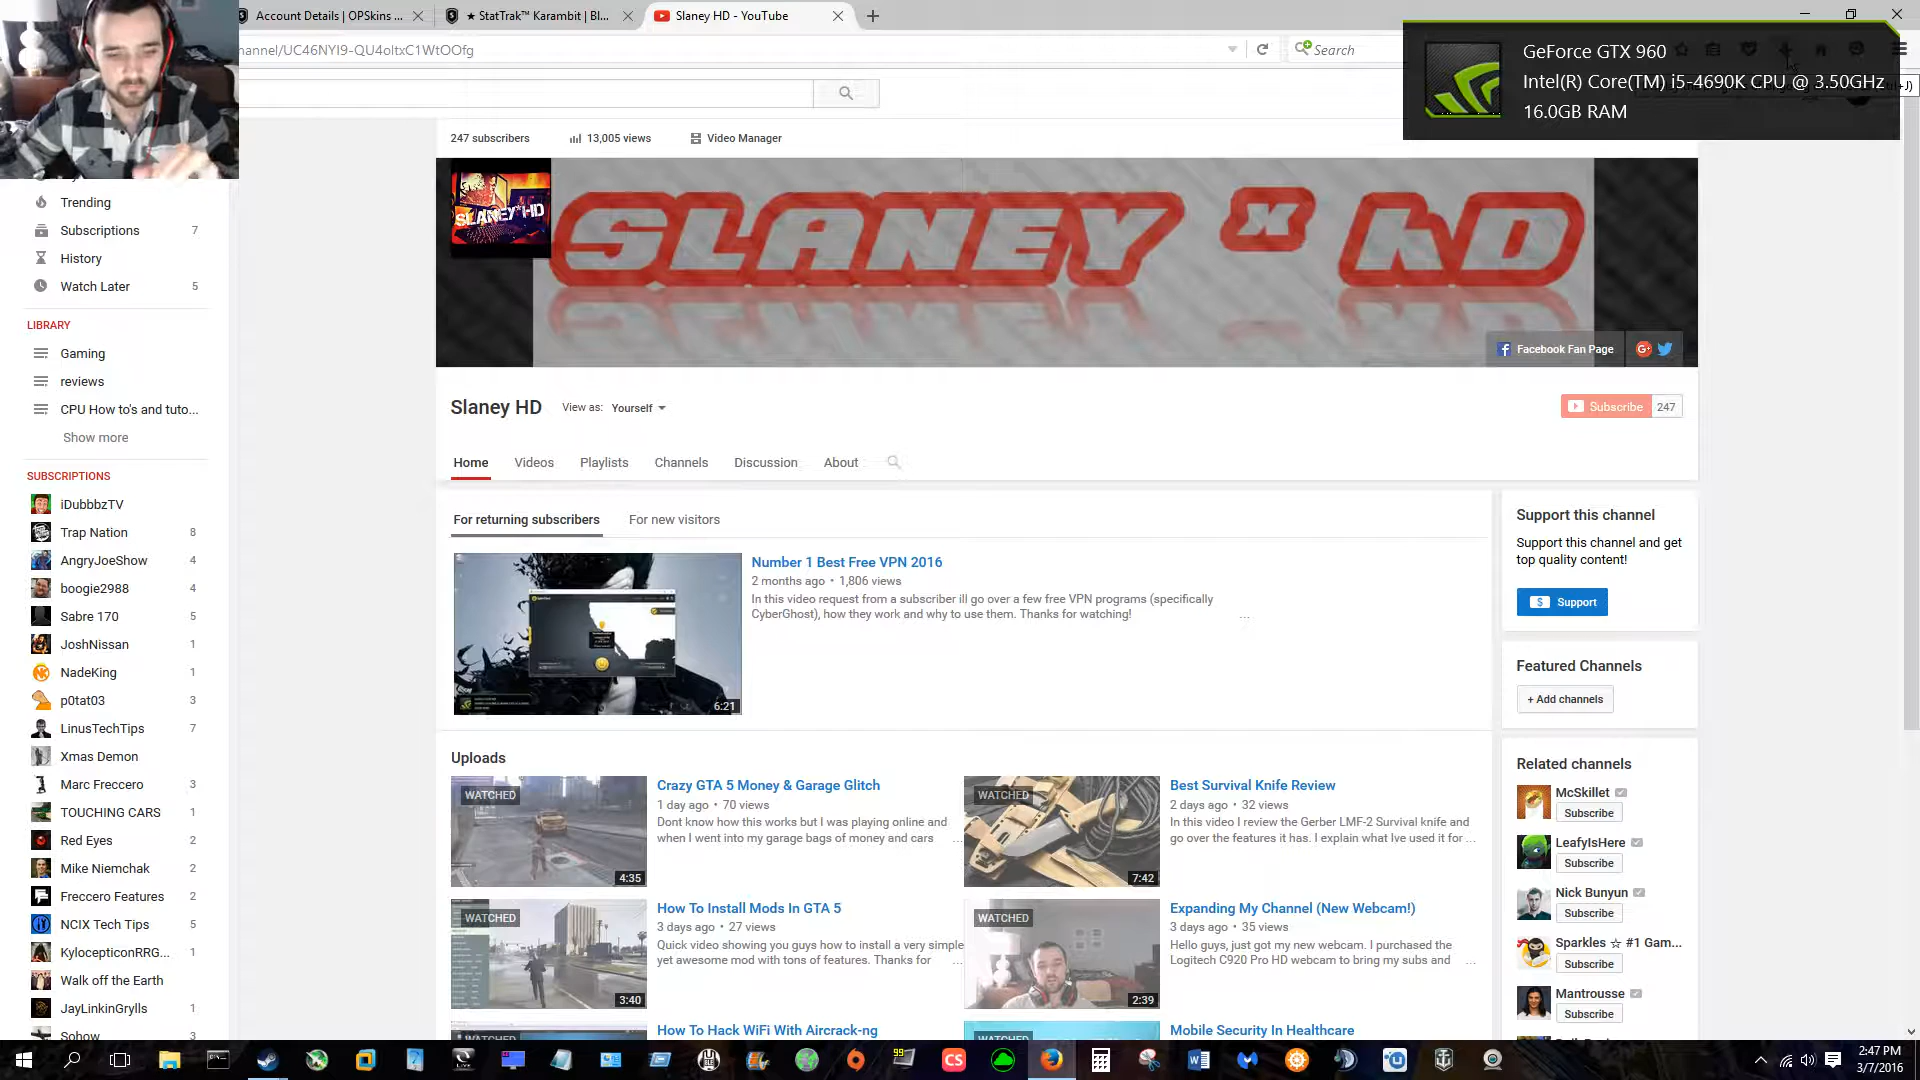 Account Details | OPSkins ...
★ StatTrak™ Karambit | Bl...
Slaney HD - YouTube
hannel/UC46NYI9-QU4oltxC1WtOOfg
Search
GeForce GTX 960
Intel(R) Core(TM) i5-4690K CPU @ 3.50GHz
16.0GB RAM
247 subscribers
13,005 views
Video Manager
SLANEY*HD
SLANEY x HD
Facebook Fan Page
Trending
Subscriptions 7
History
Watch Later 5
LIBRARY
Gaming
reviews
CPU How to's and tuto...
Show more
SUBSCRIPTIONS
iDubbbzTV
Trap Nation 8
AngryJoeShow 4
boogie2988 4
Sabre 170 5
JoshNissan 1
NadeKing 1
p0tat03 3
LinusTechTips 7
Xmas Demon
Marc Freccero 3
TOUCHING CARS 1
Red Eyes 2
Mike Niemchak 2
Freccero Features 2
NCIX Tech Tips 5
KylocepticonRRG... 1
Walk off the Earth
JayLinkinGrylls 1
Sohow 3
Slaney HD
View as: Yourself
Subscribe 247
Home
Videos
Playlists
Channels
Discussion
About
For returning subscribers
For new visitors
Number 1 Best Free VPN 2016
2 months ago • 1,806 views
In this video request from a subscriber ill go over a few free VPN programs (specifically
CyberGhost), how they work and why to use them. Thanks for watching!
...
6:21
Uploads
WATCHED
4:35
Crazy GTA 5 Money & Garage Glitch
1 day ago • 70 views
Dont know how this works but I was playing online and
when I went into my garage bags of money and cars ...
WATCHED
7:42
Best Survival Knife Review
2 days ago • 32 views
In this video I review the Gerber LMF-2 Survival knife and
go over the features it has. I explain what Ive used it for ...
WATCHED
3:40
How To Install Mods In GTA 5
3 days ago • 27 views
Quick video showing you guys how to install a very simple
yet awesome mod with tons of features. Thanks for ...
WATCHED
2:39
Expanding My Channel (New Webcam!)
3 days ago • 35 views
Hello guys, just got my new webcam. I purchased the
Logitech C920 Pro HD webcam to bring my subs and ...
How To Hack WiFi With Aircrack-ng
WATCHED
Mobile Security In Healthcare
Support this channel
Support this channel and get
top quality content!
Support
Featured Channels
+ Add channels
Related channels
McSkillet
Subscribe
LeafyIsHere
Subscribe
Nick Bunyun
Subscribe
Sparkles ☆ #1 Gam...
Subscribe
Mantrousse
Subscribe
2:47 PM
3/7/2016